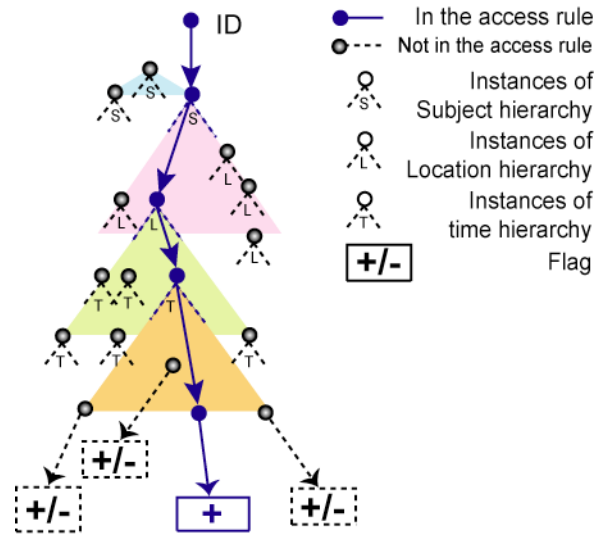 ID
In the access rule
Not in the access rule
S
S
S
S
Instances of
Subject hierarchy
L
L
L
L
L
L
Instances of
Location hierarchy
T
T
T
T
T
T
T
Instances of
time hierarchy
+/-
Flag
+/-
+/-
+
+/-